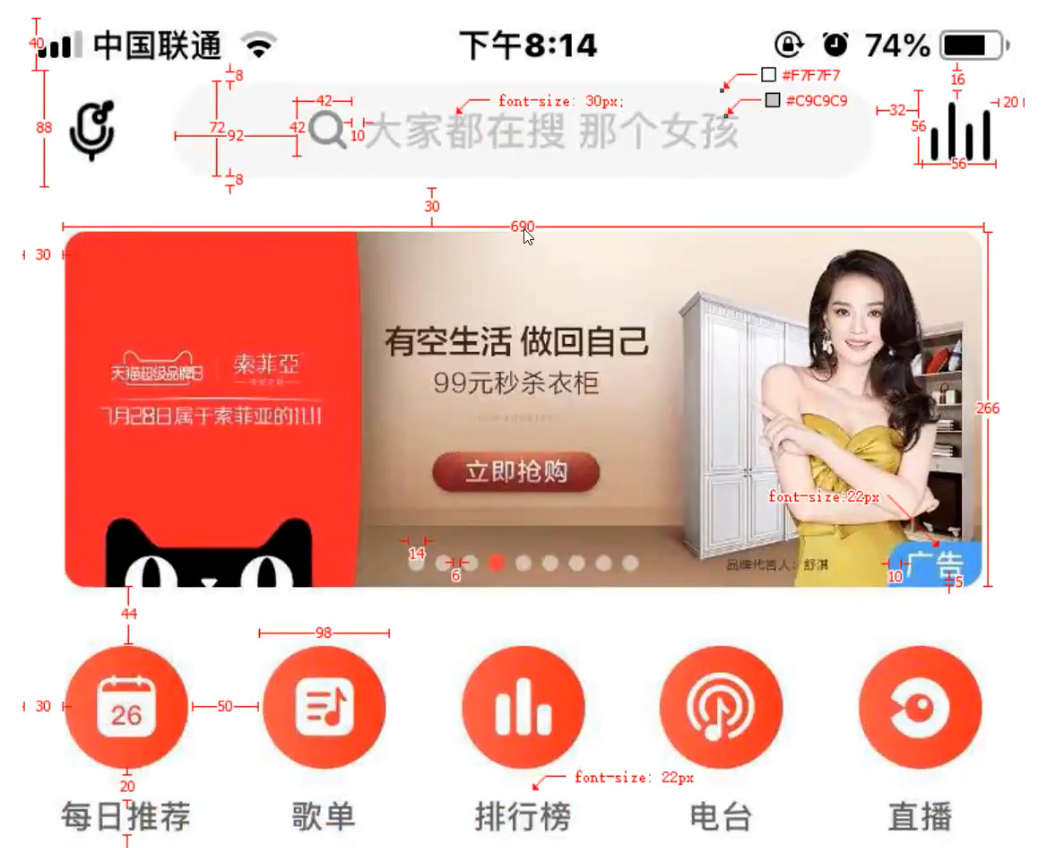 中国联通 下午8:14 74%
40
8
#F7F7F7
16
42
font-size: 30px;
#C9C9C9
20
88
72
92
42
10
大家都在搜 那个女孩
32
56
56
8
30
690
30
有空生活 做回自己
天猫超级品牌日 索菲亞
99元秒杀衣柜
7月28日属于索菲亚的11.11
266
立即抢购
font-size:22px
14
6
品牌代言人：舒淇
10
广告
5
44
98
30
50
26
20
font-size: 22px
每日推荐 歌单 排行榜 电台 直播